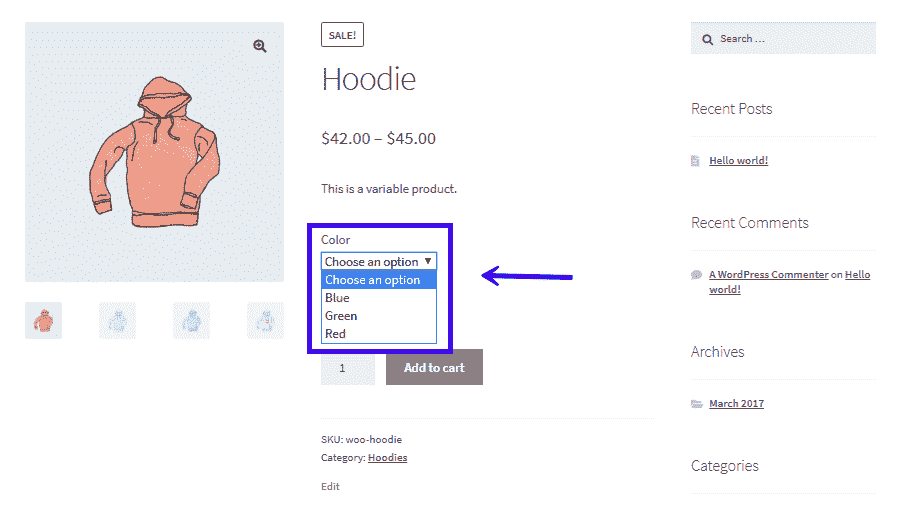 SALE!
Hoodie
$42.00 – $45.00
This is a variable product.
Color
Choose an option
Choose an option
Blue
Green
Red
1
Add to cart
SKU: woo-hoodie
Category: Hoodies
Edit
Search …
Recent Posts
Hello world!
Recent Comments
A WordPress Commenter on Hello
world!
Archives
March 2017
Categories